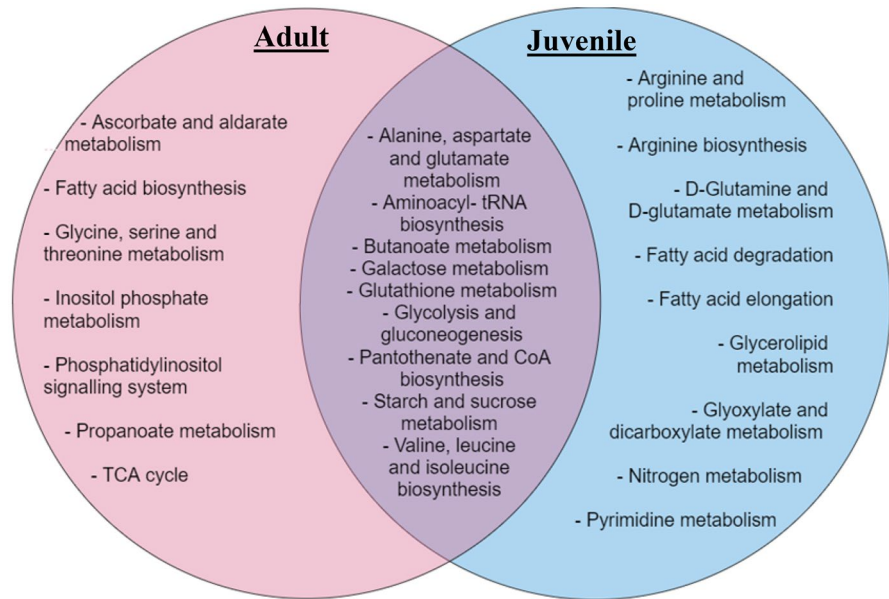 Adult
Juvenile
- Ascorbate and aldarate
metabolism
- Fatty acid biosynthesis
- Glycine, serine and
threonine metabolism
- Inositol phosphate
metabolism
- Phosphatidylinositol
signalling system
- Propanoate metabolism
- TCA cycle
- Alanine, aspartate
and glutamate
metabolism
- Aminoacyl- tRNA
biosynthesis
- Butanoate metabolism
- Galactose metabolism
- Glutathione metabolism
- Glycolysis and
gluconeogenesis
- Pantothenate and CoA
biosynthesis
- Starch and sucrose
metabolism
- Valine, leucine
and isoleucine
biosynthesis
- Arginine and
proline metabolism
- Arginine biosynthesis
- D-Glutamine and
D-glutamate metabolism
- Fatty acid degradation
- Fatty acid elongation
- Glycerolipid
metabolism
- Glyoxylate and
dicarboxylate metabolism
- Nitrogen metabolism
- Pyrimidine metabolism